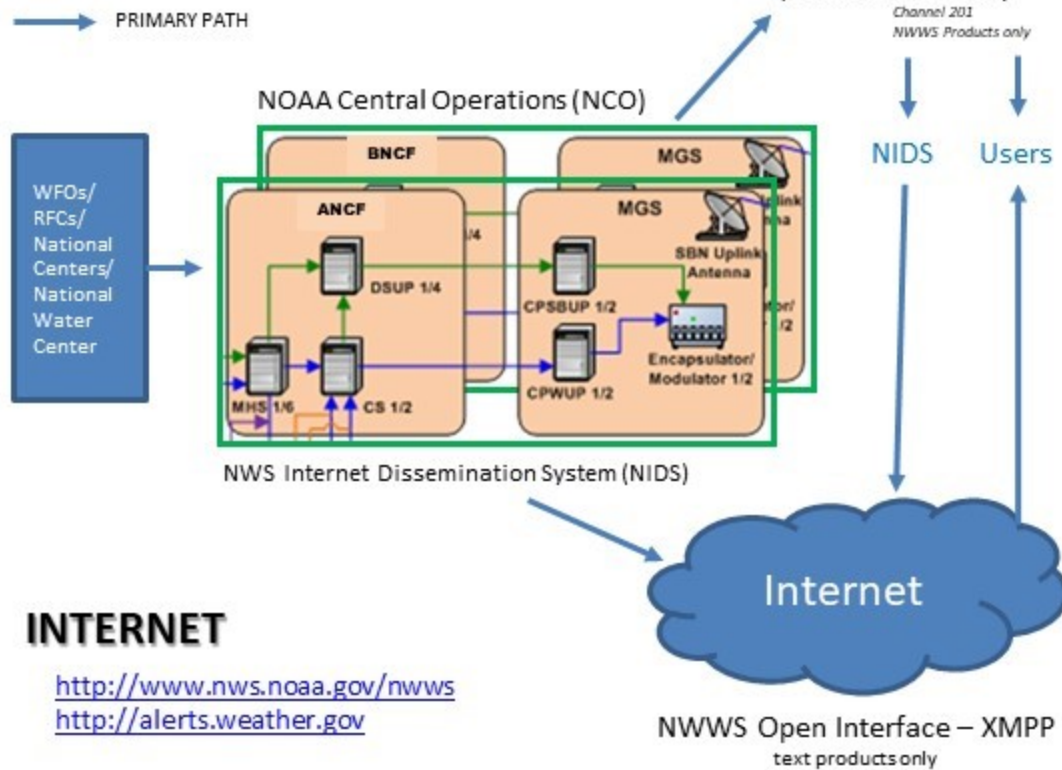 PRIMARY PATH
Channel 201
NWWS Products only
NOAA Central Operations (NCO)
NIDS
Users
WFOs/
RFCs/
National
Centers/
National
Water
Center
BNCF
MGS
ANCF
MGS
SBN Uplink
Antenna
DSUP 1/4
CPSBUP 1/2
Encapsulator/
Modulator 1/2
MHS 1/6
CS 1/2
CPWUP 1/2
NWS Internet Dissemination System (NIDS)
Internet
INTERNET
http://www.nws.noaa.gov/nwws
http://alerts.weather.gov
NWWS Open Interface – XMPP
text products only